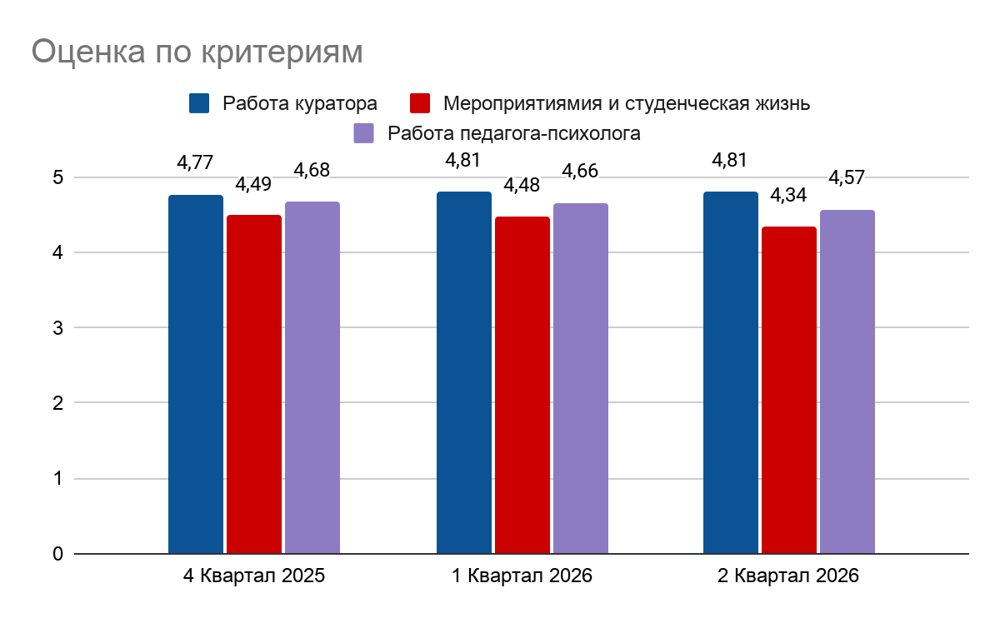 Оценка по критериям
Работа куратора Мероприятиямия и студенческая жизнь
Работа педагога-психолога
4,77 4,49 4,68 4,81 4,48 4,66 4,81 4,34 4,57
5
4
3
2
1
0
4 Квартал 2025 1 Квартал 2026 2 Квартал 2026